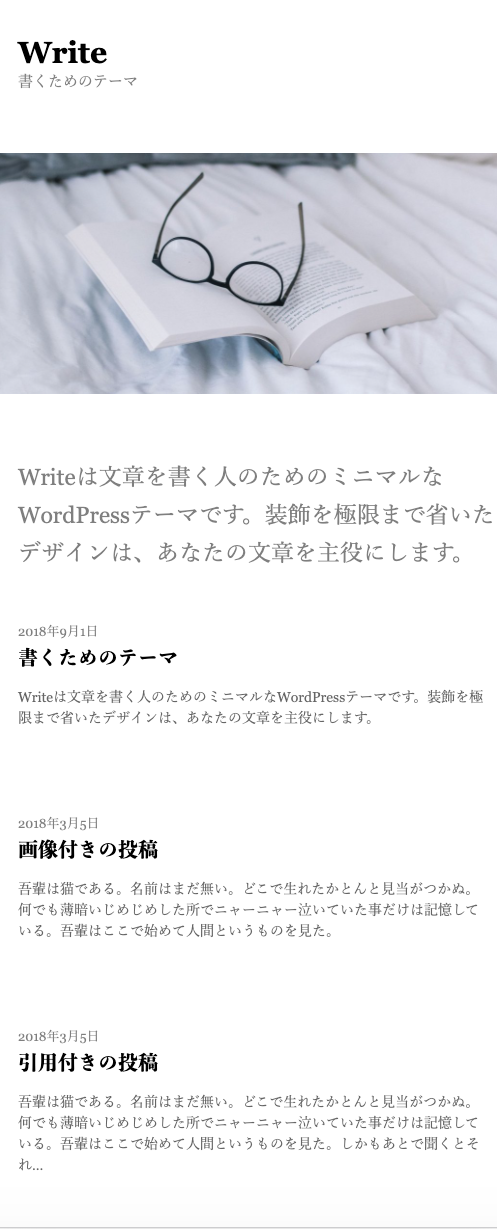 Write
書くためのテーマ
Writeは文章を書く人のためのミニマルな
WordPressテーマです。装飾を極限まで省いた
デザインは、あなたの文章を主役にします。
2018年9月1日
書くためのテーマ
Writeは文章を書く人のためのミニマルなWordPressテーマです。装飾を極
限まで省いたデザインは、あなたの文章を主役にします。
2018年3月5日
画像付きの投稿
吾輩は猫である。名前はまだ無い。どこで生れたかとんと見当がつかぬ。
何でも薄暗いじめじめした所でニャーニャー泣いていた事だけは記憶して
いる。吾輩はここで始めて人間というものを見た。
2018年3月5日
引用付きの投稿
吾輩は猫である。名前はまだ無い。どこで生れたかとんと見当がつかぬ。
何でも薄暗いじめじめした所でニャーニャー泣いていた事だけは記憶して
いる。吾輩はここで始めて人間というものを見た。しかもあとで聞くとそ
れ...